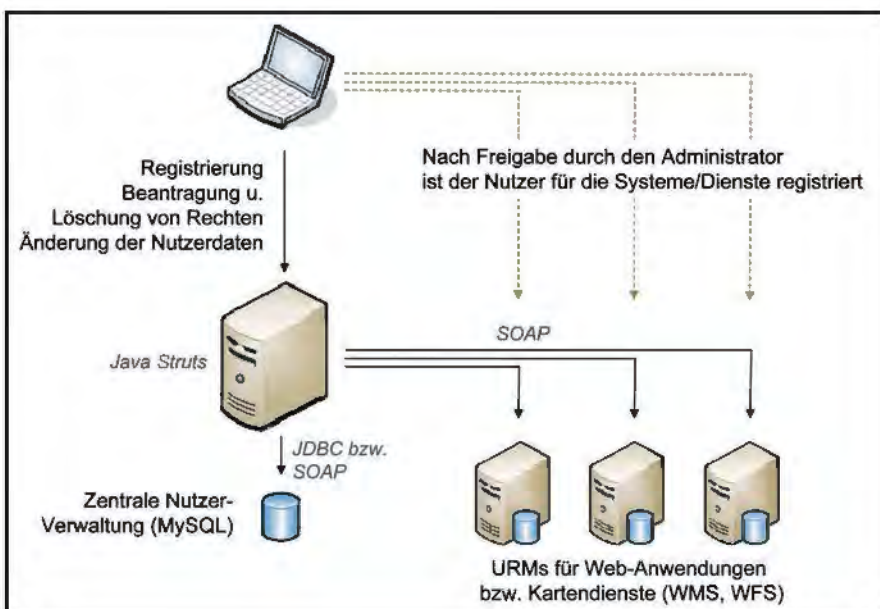 Registrierung
Beantragung u.
Löschung von Rechten
Änderung der Nutzerdaten
Nach Freigabe durch den Administrator
ist der Nutzer für die Systeme/Dienste registriert
Java Struts
SOAP
JDBC bzw.
SOAP
Zentrale Nutzer-
Verwaltung (MySQL)
URMs für Web-Anwendungen
bzw. Kartendienste (WMS, WFS)